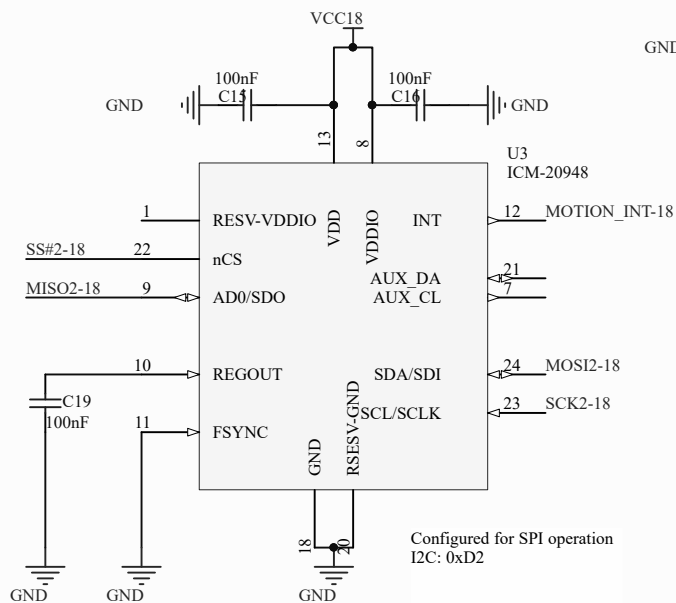 VCC18
GND
100nF
C15
100nF
C16
GND
GND
13
8
U3
ICM-20948
1
RESV-VDDIO
VDD
VDDIO
INT
12
MOTION_INT-18
SS#2-18
22
nCS
AUX_DA
21
MISO2-18
9
AD0/SDO
AUX_CL
7
10
REGOUT
SDA/SDI
24
MOSI2-18
C19
100nF
11
FSYNC
SCL/SCLK
23
SCK2-18
GND
RSESV-GND
18
20
Configured for SPI operation
I2C: 0xD2
GND
GND
GND